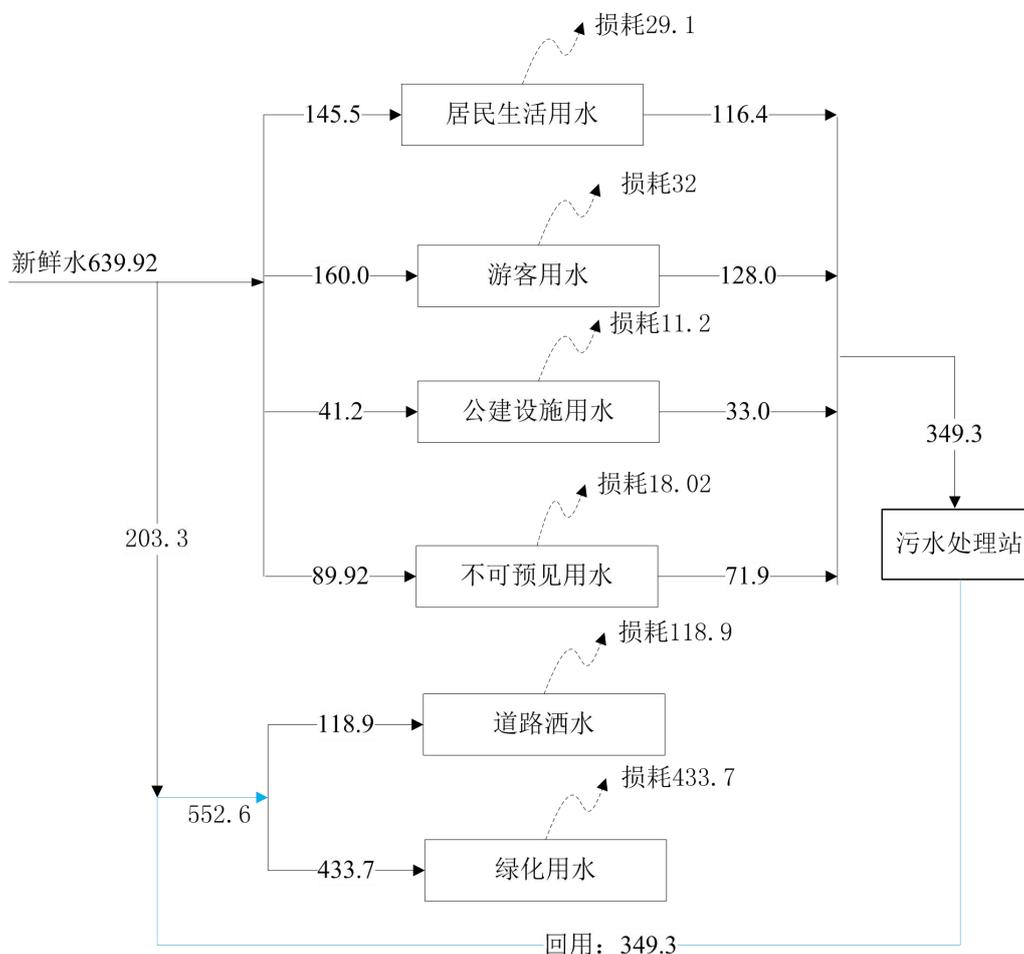 损耗29.1
145.5
居民生活用水
116.4
损耗32
新鲜水639.92
160.0
游客用水
128.0
损耗11.2
41.2
公建设施用水
33.0
349.3
损耗18.02
203.3
污水处理站
89.92
不可预见用水
71.9
损耗118.9
118.9
道路洒水
损耗433.7
552.6
433.7
绿化用水
回用：349.3